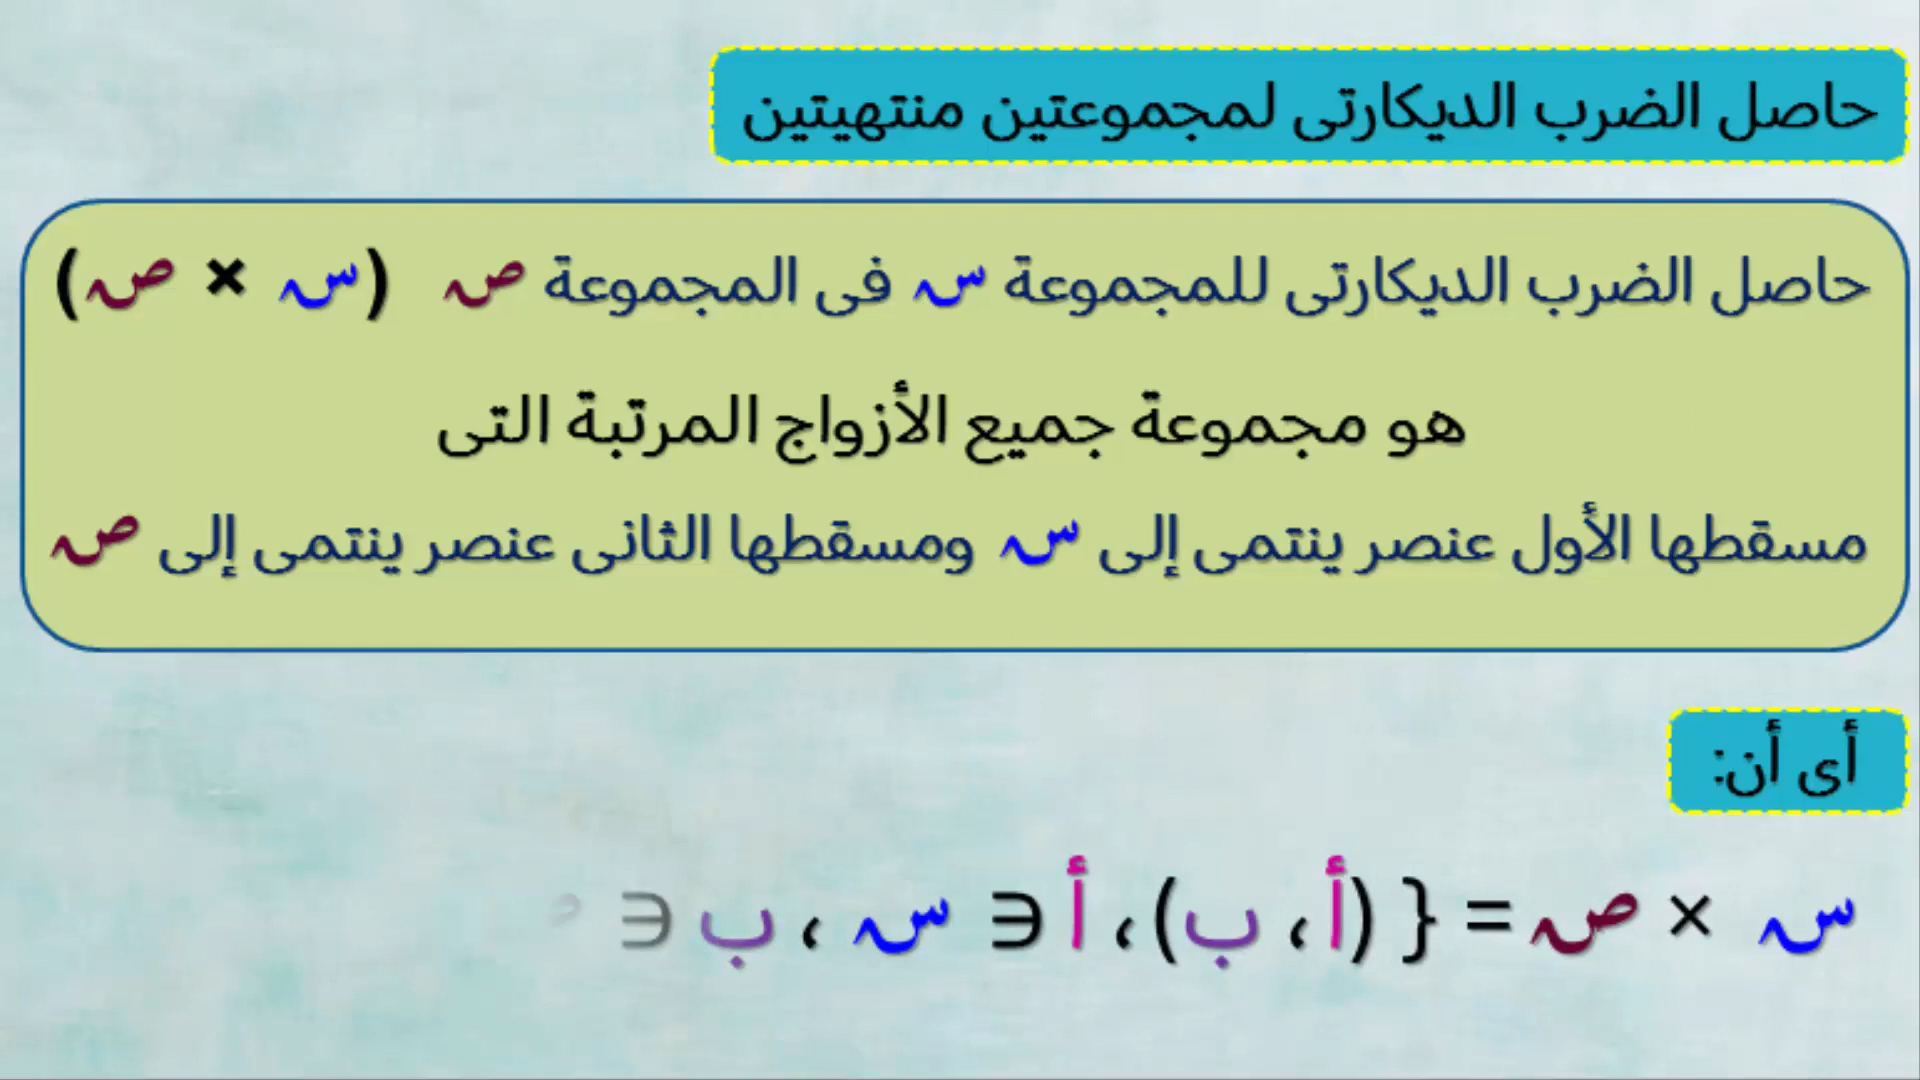 حاصل الضرب الديكارتى لمجموعتين منتهيتين
حاصل الضرب الديكارتى للمجموعة س فى المجموعة ص (س × ص)
هو مجموعة جميع الأزواج المرتبة التى
مسقطها الأول عنصر ينتمى إلى س ومسقطها الثانى عنصر ينتمى إلى ص
أى أن:
س × ص = { (أ ، ب) ، أ ∈ س ، ب ∈